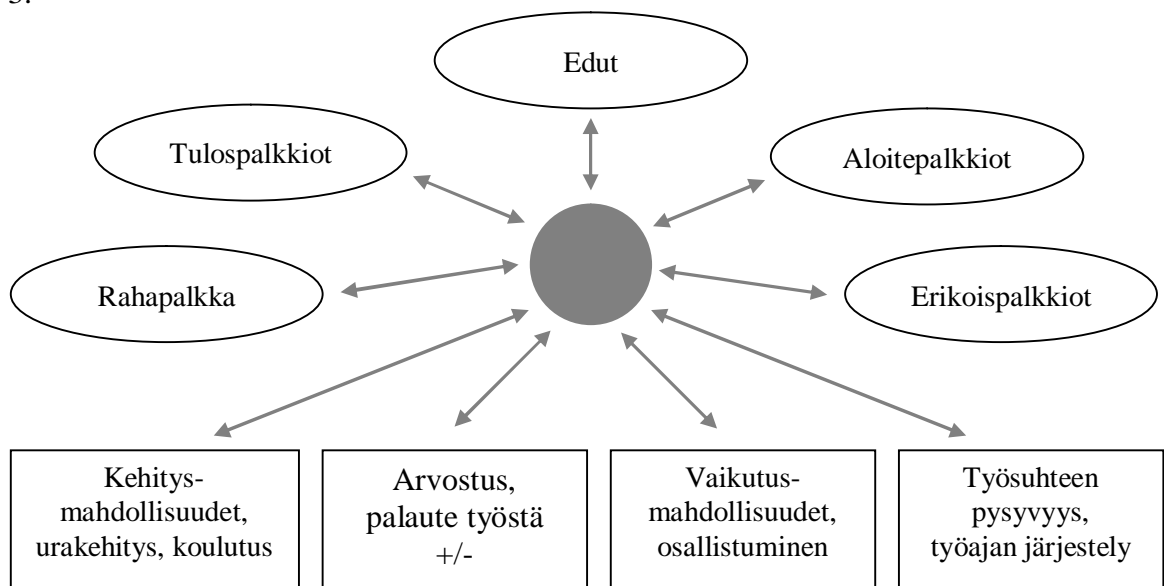 Edut
Tulospalkkiot
Aloitepalkkiot
Rahapalkka
Erikoispalkkiot
Kehitys-
mahdollisuudet,
urakehitys, koulutus
Arvostus,
palaute työstä
+/-
Vaikutus-
mahdollisuudet,
osallistuminen
Työsuhteen
pysyvyys,
työajan järjestely